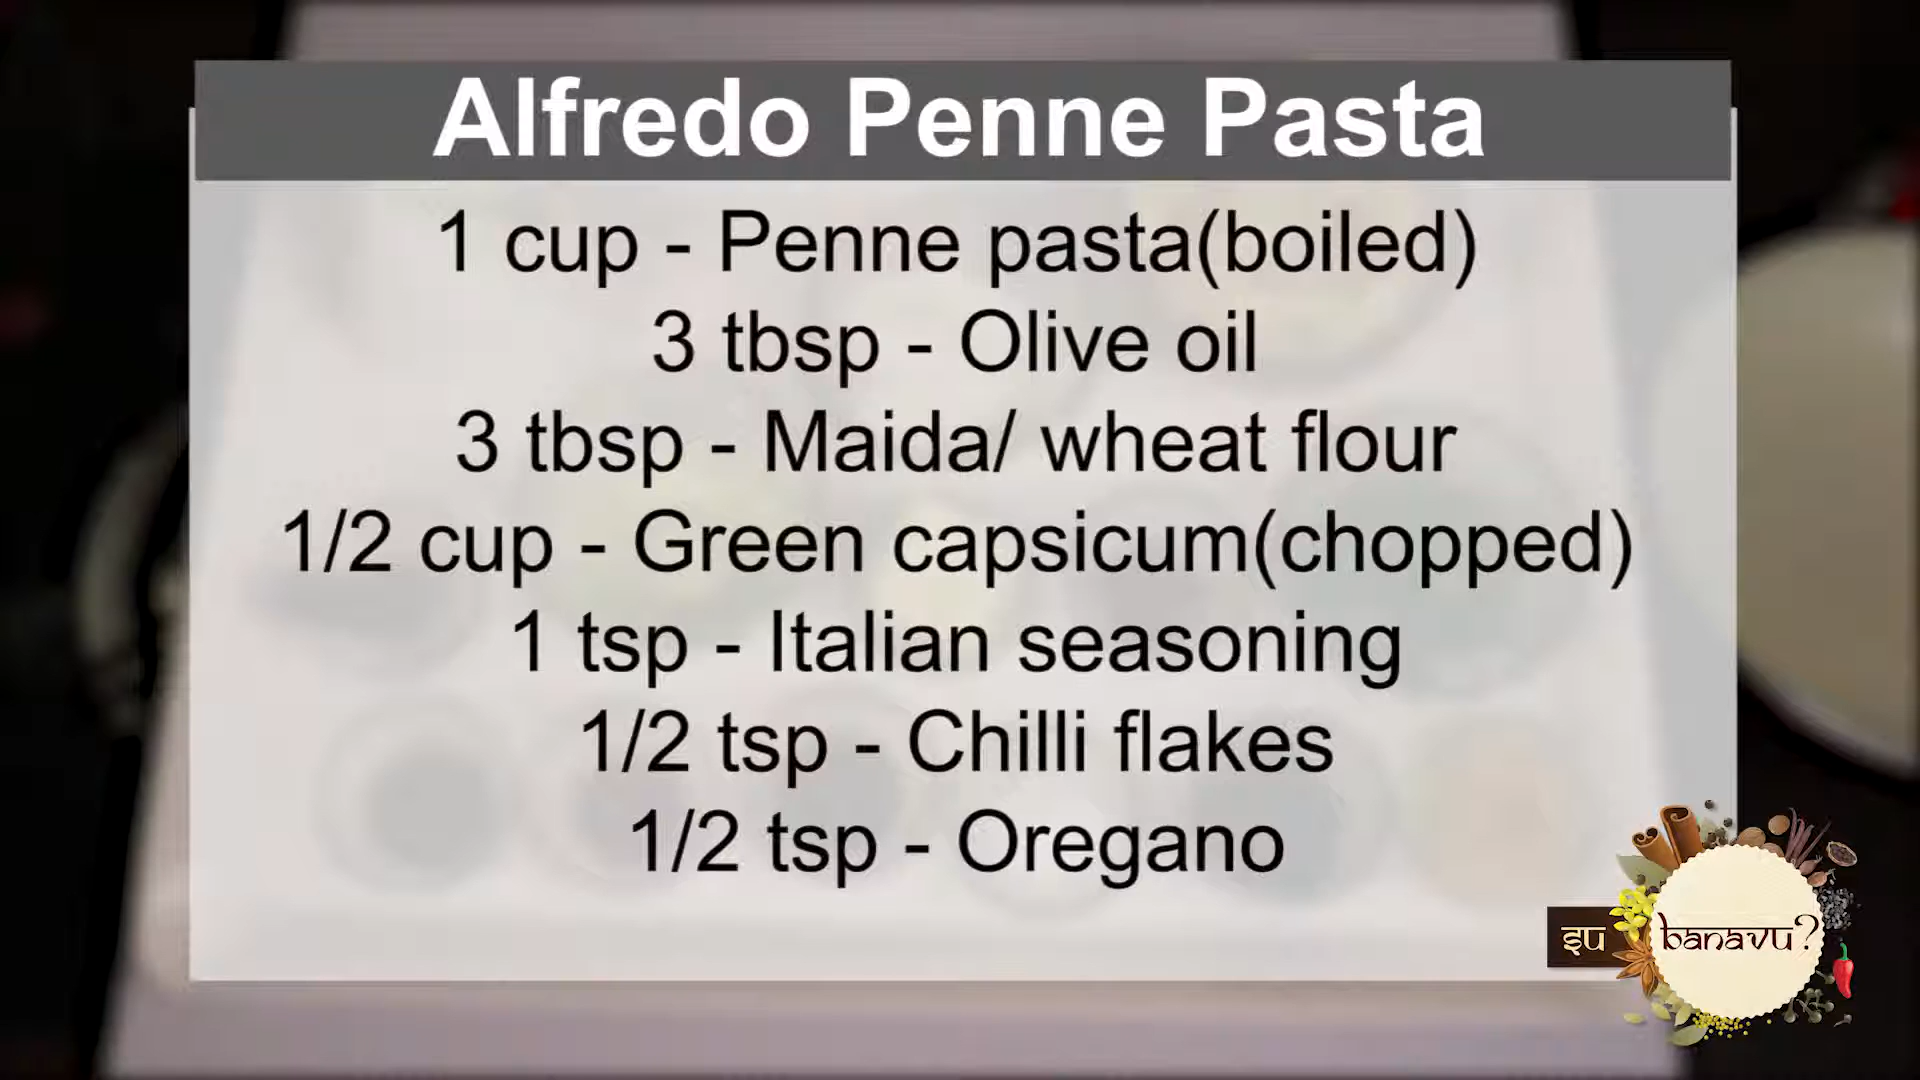 Alfredo Penne Pasta
1 cup - Penne pasta(boiled)
3 tbsp - Olive oil
3 tbsp - Maida/ wheat flour
1/2 cup - Green capsicum(chopped)
1 tsp - Italian seasoning
1/2 tsp - Chilli flakes
1/2 tsp - Oregano
su banavu?